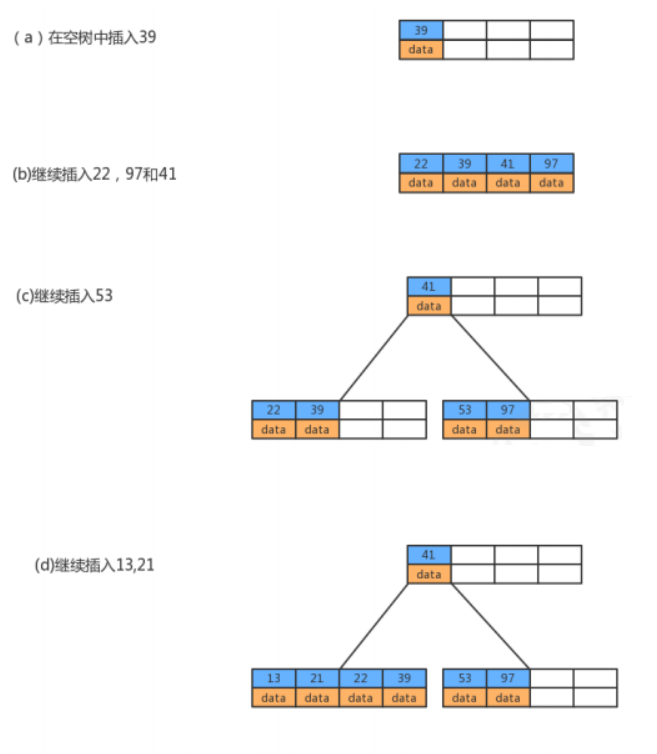 (a)在空树中插入39
39
data
(b)继续插入22,97和41
22 39 41 97
data data data data
(c)继续插入53
41
data
22 39 53 97
data data data data
(d)继续插入13,21
41
data
13 21 22 39 53 97
data data data data data data